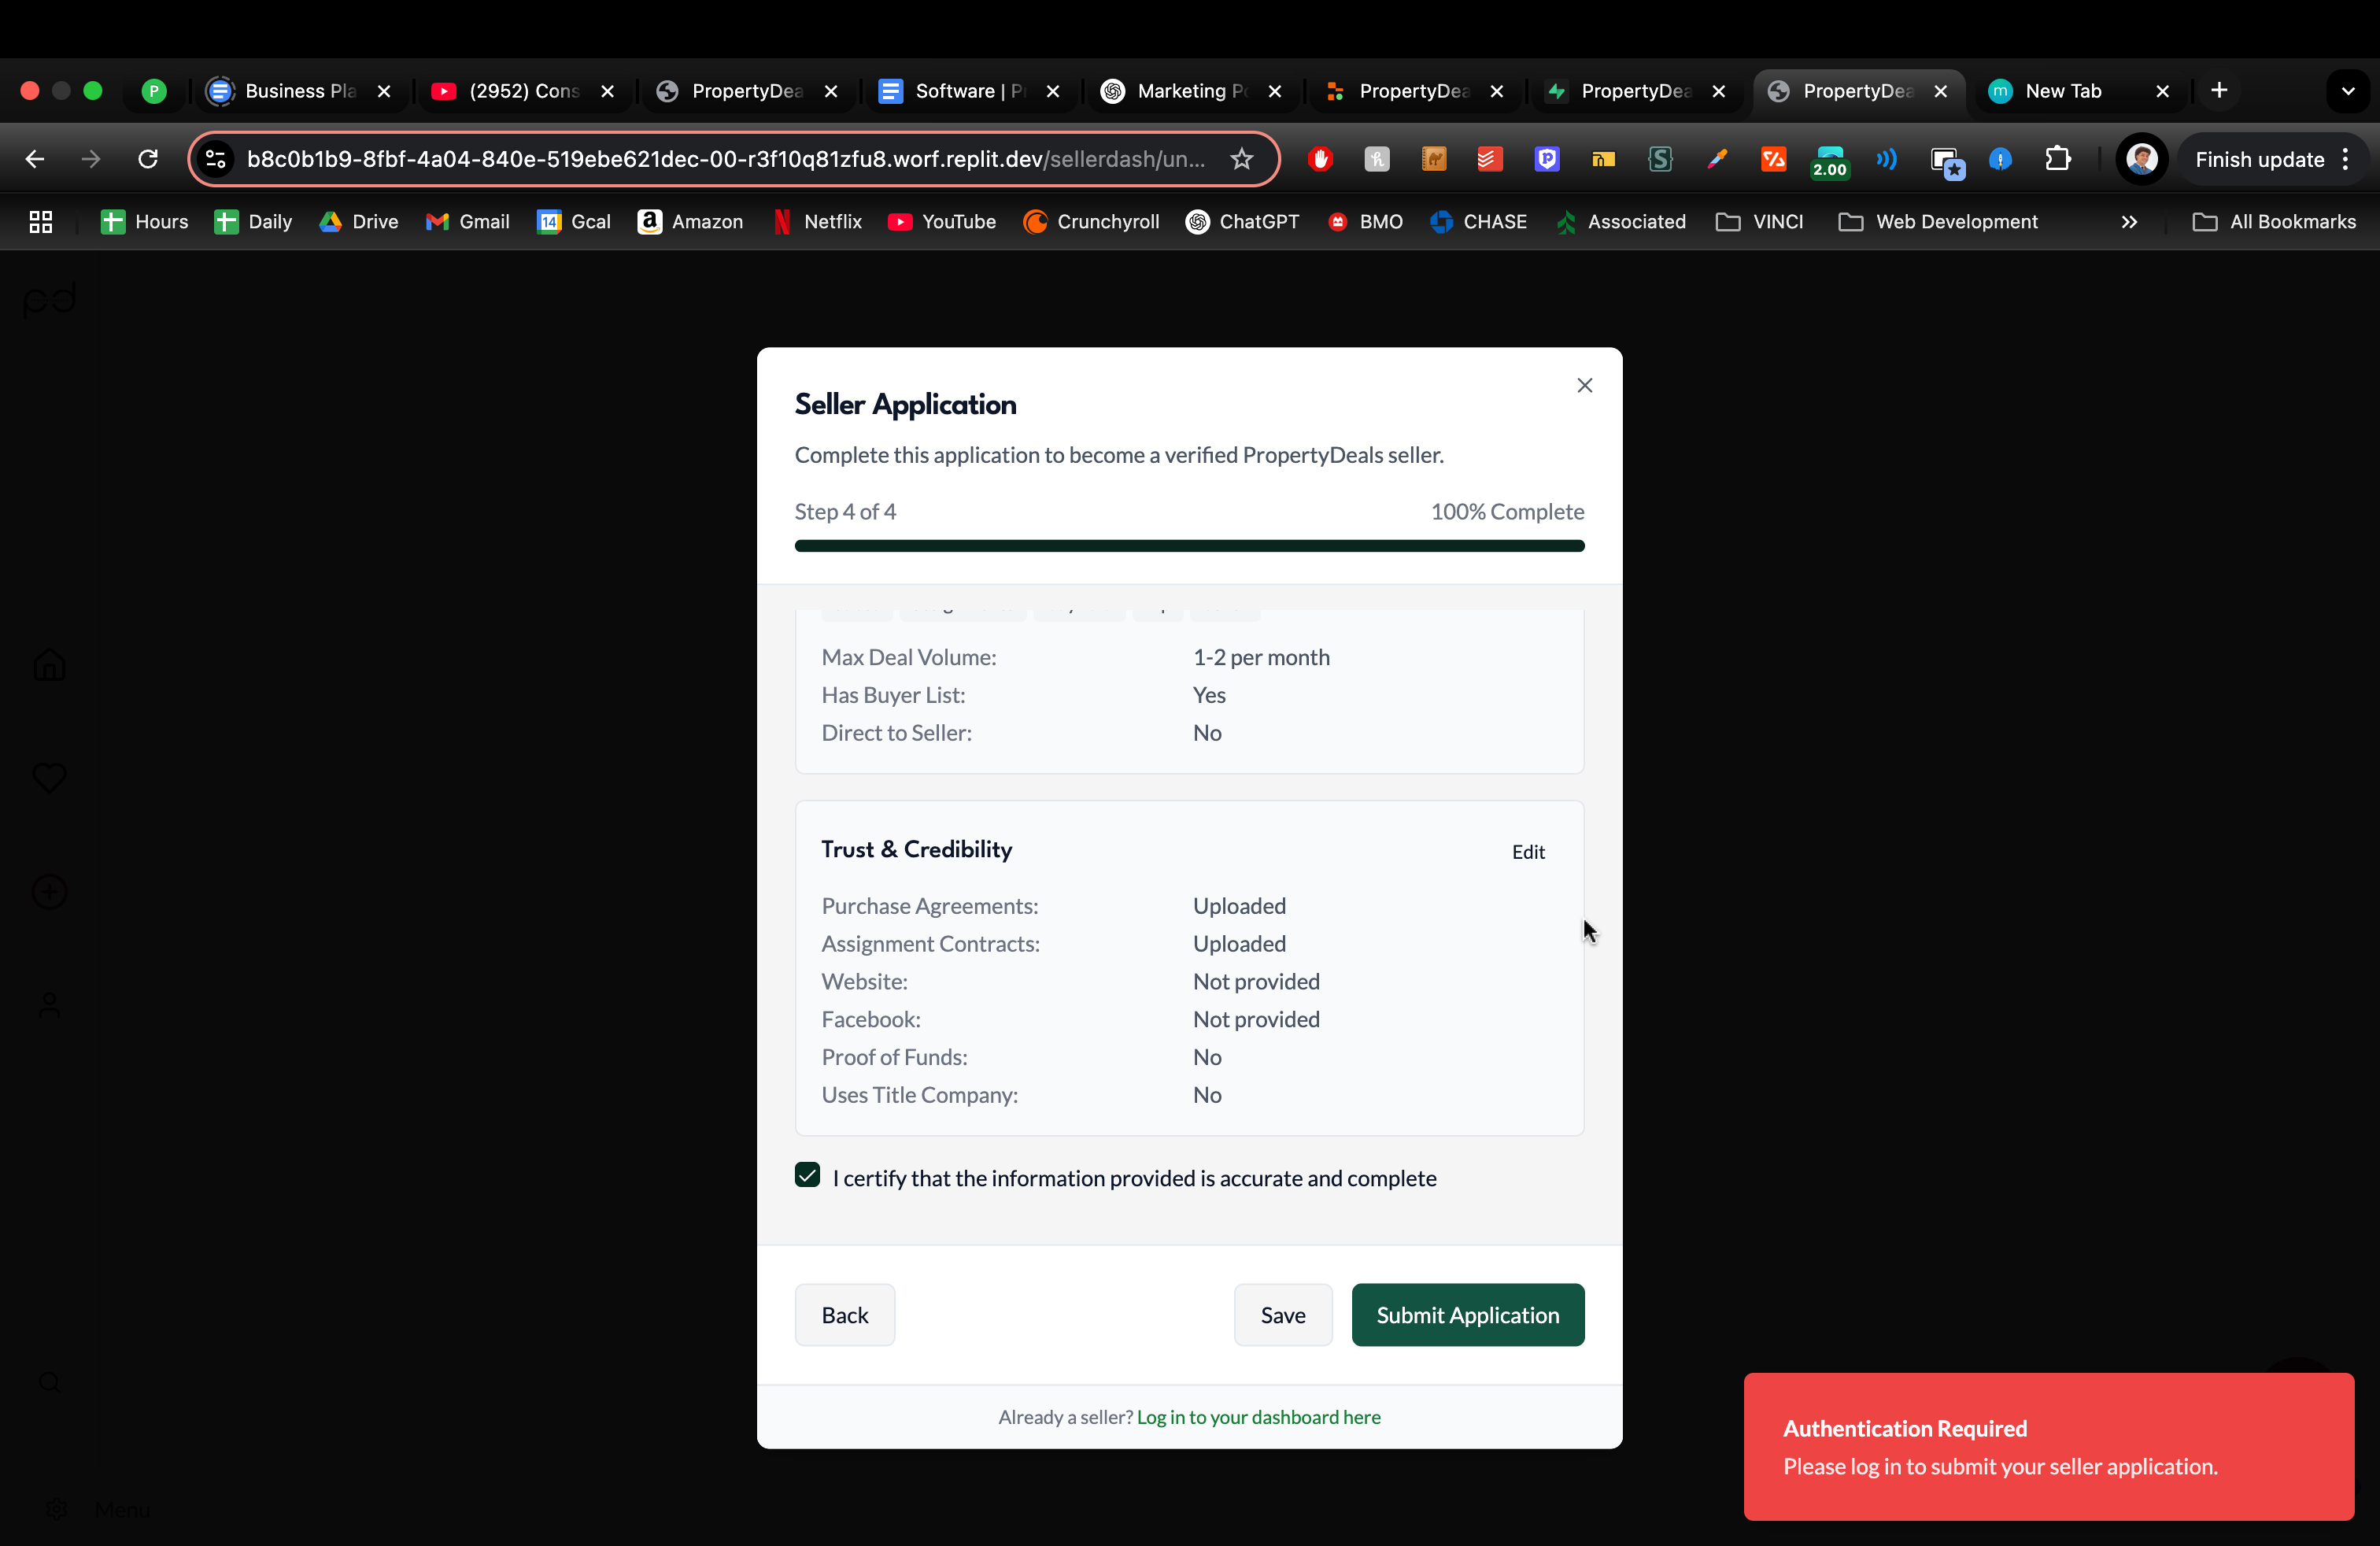 P
Business Pla
(2952) Cons
PropertyDea
Software | P
Marketing Po
PropertyDea
PropertyDea
PropertyDea
m
New Tab
b8c0b1b9-8fbf-4a04-840e-519ebe621dec-00-r3f10q81zfu8.worf.replit.dev/sellerdash/un...
2.00
Finish update
Hours
Daily
Drive
Gmail
14
Gcal
Amazon
Netflix
YouTube
Crunchyroll
ChatGPT
BMO
CHASE
Associated
VINCI
Web Development
All Bookmarks
pd
Seller Application
Complete this application to become a verified PropertyDeals seller.
Step 4 of 4
100% Complete
Max Deal Volume:
1-2 per month
Has Buyer List:
Yes
Direct to Seller:
No
Trust & Credibility
Edit
Purchase Agreements:
Uploaded
Assignment Contracts:
Uploaded
Website:
Not provided
Facebook:
Not provided
Proof of Funds:
No
Uses Title Company:
No
I certify that the information provided is accurate and complete
Back
Save
Submit Application
Already a seller? Log in to your dashboard here
Authentication Required
Please log in to submit your seller application.
Menu